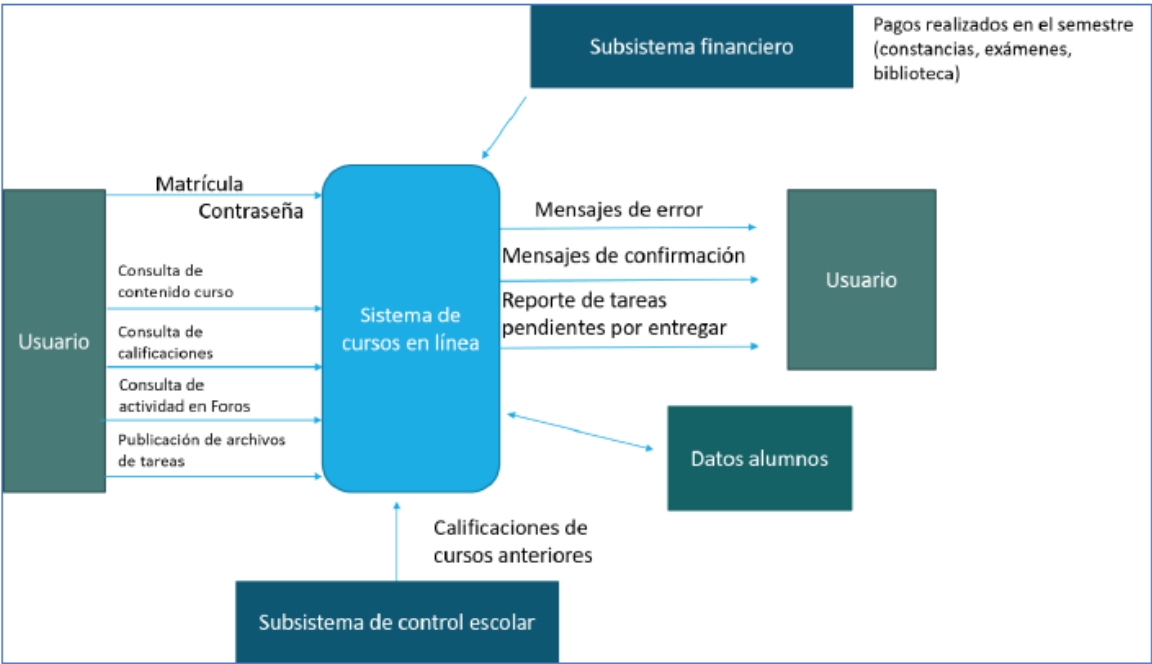 Subsistema financiero
Pagos realizados en el semestre
(constancias, exámenes,
biblioteca)
Matrícula
Contraseña
Consulta de
contenido curso
Consulta de
calificaciones
Consulta de
actividad en Foros
Publicación de archivos
de tareas
Usuario
Sistema de
cursos en línea
Mensajes de error
Mensajes de confirmación
Reporte de tareas
pendientes por entregar
Usuario
Datos alumnos
Calificaciones de
cursos anteriores
Subsistema de control escolar